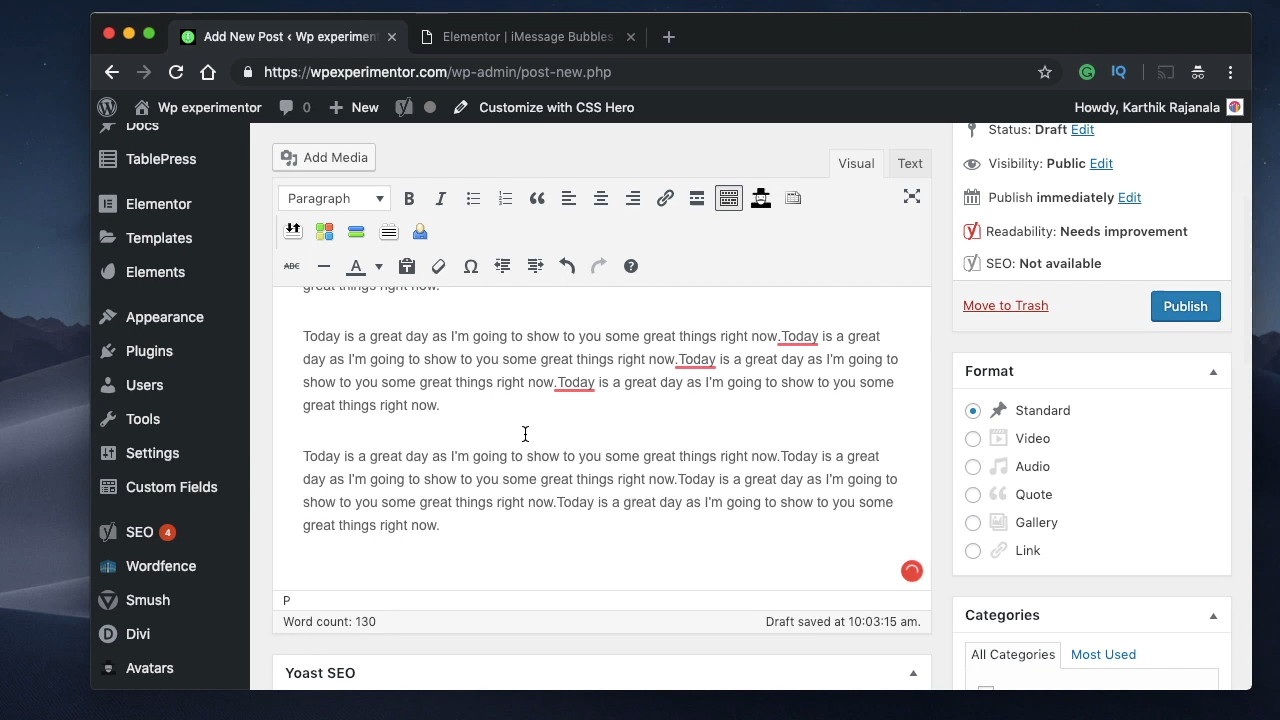 Add New Post ‹ Wp experimen
Elementor | iMessage Bubbles
https://wpexperimentor.com/wp-admin/post-new.php
Wp experimentor
0
New
Customize with CSS Hero
Howdy, Karthik Rajanala
Docs
TablePress
Elementor
Templates
Elements
Appearance
Plugins
Users
Tools
Settings
Custom Fields
SEO 4
Wordfence
Smush
Divi
Avatars
Add Media
Visual
Text
Paragraph
B
I
ABC
A
great things right now.
Today is a great day as I'm going to show to you some great things right now.Today is a great
day as I'm going to show to you some great things right now.Today is a great day as I'm going to
show to you some great things right now.Today is a great day as I'm going to show to you some
great things right now.
Today is a great day as I'm going to show to you some great things right now.Today is a great
day as I'm going to show to you some great things right now.Today is a great day as I'm going to
show to you some great things right now.Today is a great day as I'm going to show to you some
great things right now.
P
Word count: 130
Draft saved at 10:03:15 am.
Yoast SEO
Status: Draft Edit
Visibility: Public Edit
Publish immediately Edit
Readability: Needs improvement
SEO: Not available
Move to Trash
Publish
Format
Standard
Video
Audio
Quote
Gallery
Link
Categories
All Categories
Most Used